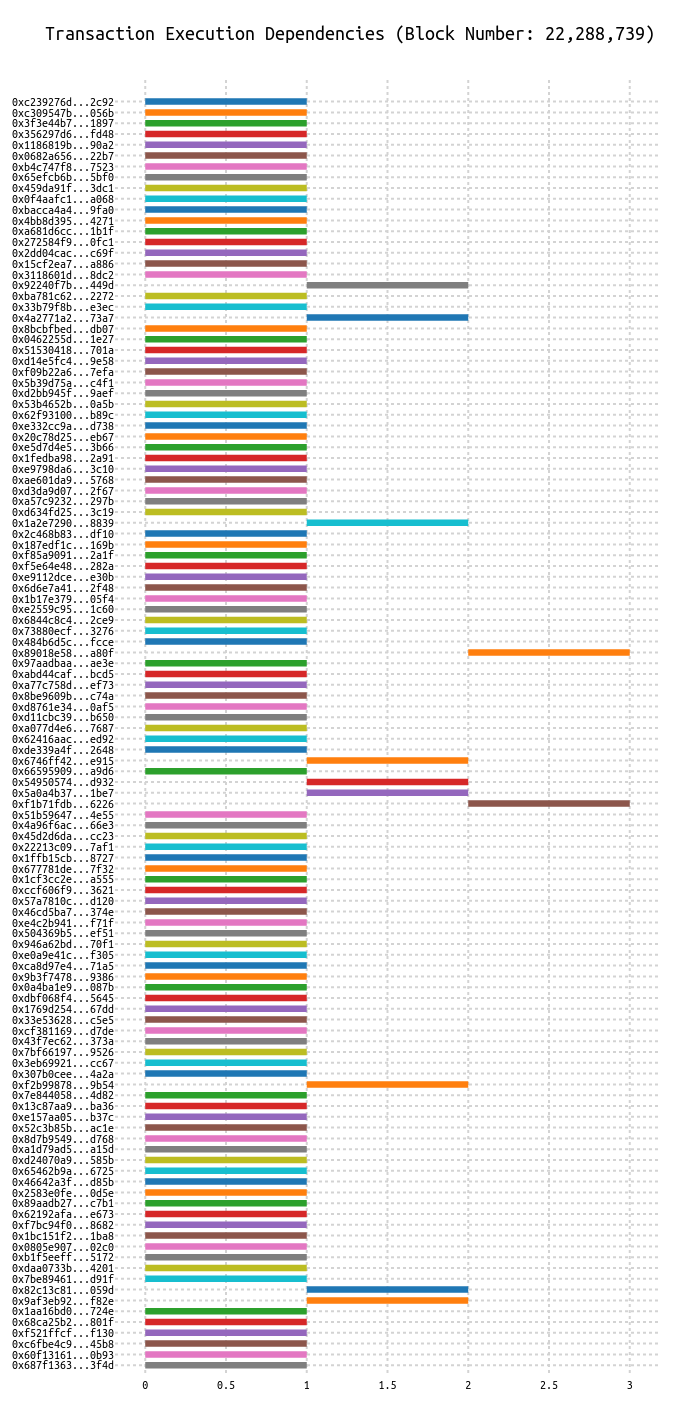 Transaction Execution Dependencies (Block Number: 22,288,739)
0xc239276d...2c92
0xc309547b...056b
0x3f3e44b7...1897
0x356297d6...fd48
0x1186819b...90a2
0x0682a656...22b7
0xb4c747f8...7523
0x65efcb6b...5bf0
0x459da91f...3dc1
0x0f4aafc1...a068
0xbacca4a4...9fa0
0x4bb8d395...4271
0xa681d6cc...1b1f
0x272584f9...0fc1
0x2dd04cac...c69f
0x15cf2ea7...a886
0x3118601d...8dc2
0x92240f7b...449d
0xba781c62...2272
0x33b79f8b...e3ec
0x4a2771a2...73a7
0x8bcbfbed...db07
0x0462255d...1e27
0x51530418...701a
0xd14e5fc4...9e58
0xf09b22a6...7efa
0x5b39d75a...c4f1
0xd2bb945f...9aef
0x53b4652b...0a5b
0x62f93100...b89c
0xe332cc9a...d738
0x20c78d25...eb67
0xe5d7d4e5...3b66
0x1fedba98...2a91
0xe9798da6...3c10
0xae601da9...5768
0xd3da9d07...2f67
0xa57c9232...297b
0xd634fd25...3c19
0x1a2e7290...8839
0x2c468b83...df10
0x187edf1c...169b
0xf85a9091...2a1f
0xf5e64e48...282a
0xe9112dce...e30b
0x6d6e7a41...2f48
0x1b17e379...05f4
0xe2559c95...1c60
0x6844c8c4...2ce9
0x73880ecf...3276
0x484b6d5c...fcce
0x89018e58...a80f
0x97aadbaa...ae3e
0xabd44caf...bcd5
0xa77c758d...ef73
0x8be9609b...c74a
0xd8761e34...0af5
0xd11cbc39...b650
0xa077d4e6...7687
0x62416aac...ed92
0xde339a4f...2648
0x6746ff42...e915
0x66595909...a9d6
0x54950574...d932
0x5a0a4b37...1be7
0xf1b71fdb...6226
0x51b59647...4e55
0x4a96f6ac...66e3
0x45d2d6da...cc23
0x22213c09...7af1
0x1ffb15cb...8727
0x677781de...7f32
0x1cf3cc2e...a555
0xccf606f9...3621
0x57a7810c...d120
0x46cd5ba7...374e
0xe4c2b941...f71f
0x504369b5...ef51
0x946a62bd...70f1
0xe0a9e41c...f305
0xca8d97e4...71a5
0x9b3f7478...9386
0x0a4ba1e9...087b
0xdbf068f4...5645
0x1769d254...67dd
0x33e53628...c5e5
0xcf381169...d7de
0x43f7ec62...373a
0x7bf66197...9526
0x3eb69921...cc67
0x307b0cee...4a2a
0xf2b99878...9b54
0x7e844058...4d82
0x13c87aa9...ba36
0xe157aa05...b37c
0x52c3b85b...ac1e
0x8d7b9549...d768
0xa1d79ad5...a15d
0xd24070a9...585b
0x65462b9a...6725
0x46642a3f...d85b
0x2583e0fe...0d5e
0x89aadb27...c7b1
0x62192afa...e673
0xf7bc94f0...8682
0x1bc151f2...1ba8
0x0805e907...02c0
0xb1f5eeff...5172
0xdaa0733b...4201
0x7be89461...d91f
0x82c13c81...059d
0x9af3eb92...f82e
0x1aa16bd0...724e
0x68ca25b2...801f
0xf521ffcf...f130
0xc6fbe4c9...45b8
0x60f13161...0b93
0x687f1363...3f4d
0 0.5 1 1.5 2 2.5 3